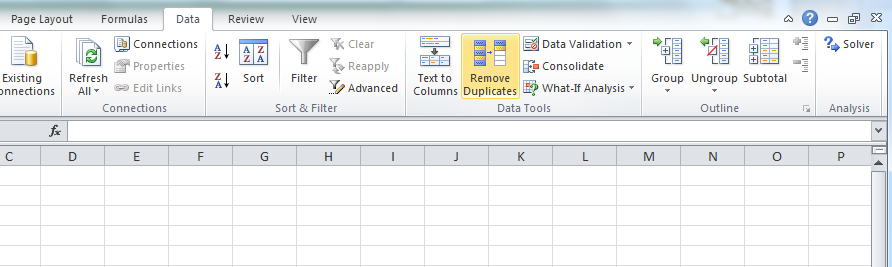 Page Layout Formulas Data Review View
Existing Connections
Refresh All
Connections
Properties
Edit Links
Connections
A Z
Z A
A Z Z A
Sort
Filter
Clear
Reapply
Advanced
Sort & Filter
Text to Columns
Remove Duplicates
Data Validation
Consolidate
What-If Analysis
Data Tools
Group
Ungroup
Subtotal
Outline
Solver
Analysis
fx
C D E F G H I J K L M N O P